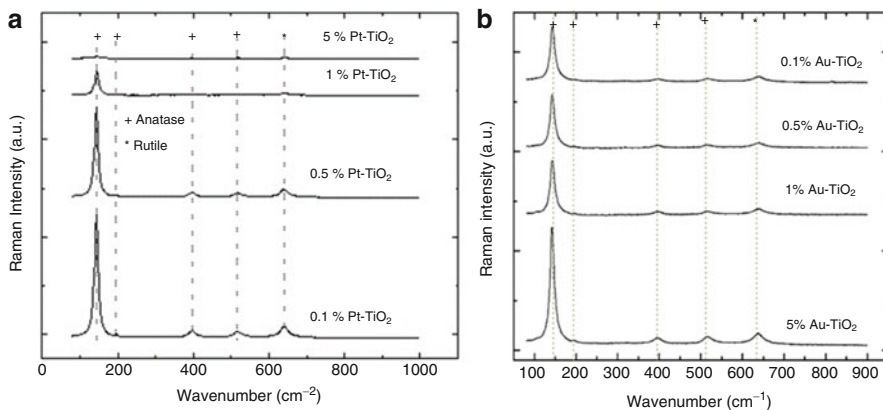 a
Raman Intensity (a.u.)
+ + + + *
5 % Pt-TiO₂
1 % Pt-TiO₂
+ Anatase
* Rutile
0.5 % Pt-TiO₂
0.1 % Pt-TiO₂
0 200 400 600 800 1000
Wavenumber (cm⁻²)
b
Raman intensity (a.u.)
+ + + + *
0.1% Au-TiO₂
0.5% Au-TiO₂
1% Au-TiO₂
5% Au-TiO₂
100 200 300 400 500 600 700 800 900
Wavenumber (cm⁻¹)